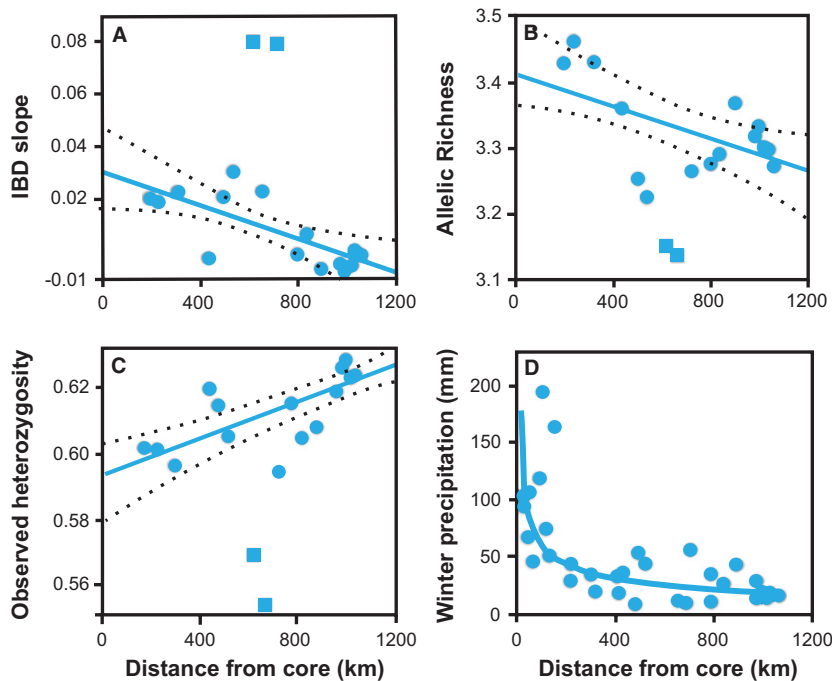 A
IBD slope
0.08
0.06
0.04
0.02
-0.01
0 400 800 1200
B
Allelic Richness
3.5
3.4
3.3
3.2
3.1
0 400 800 1200
C
Observed heterozygosity
0.62
0.60
0.58
0.56
0 400 800 1200
Distance from core (km)
D
Winter precipitation (mm)
200
150
100
50
0
0 400 800 1200
Distance from core (km)